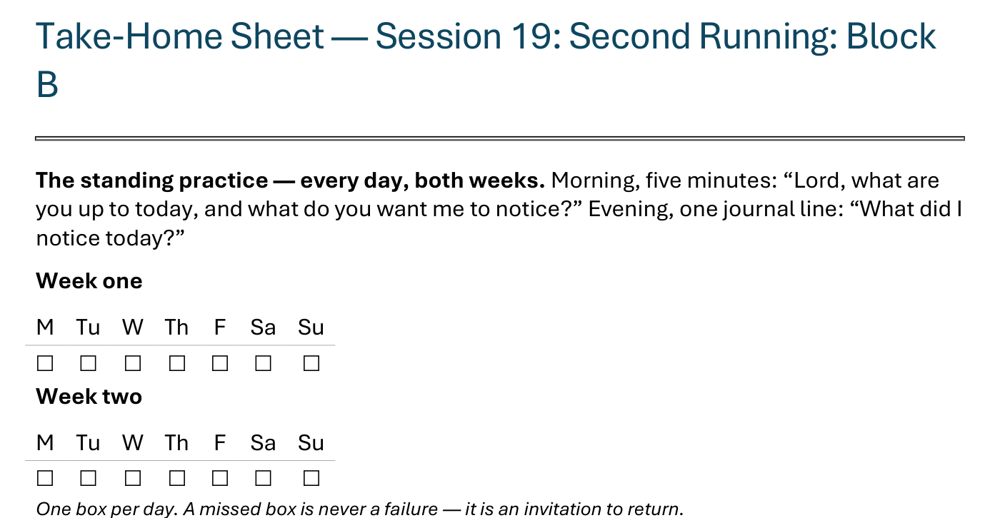 Take-Home Sheet — Session 19: Second Running: Block
B
The standing practice — every day, both weeks. Morning, five minutes: “Lord, what are
you up to today, and what do you want me to notice?” Evening, one journal line: “What did I
notice today?”
Week one
M Tu W Th F Sa Su
☐ ☐ ☐ ☐ ☐ ☐ ☐
Week two
M Tu W Th F Sa Su
☐ ☐ ☐ ☐ ☐ ☐ ☐
One box per day. A missed box is never a failure — it is an invitation to return.